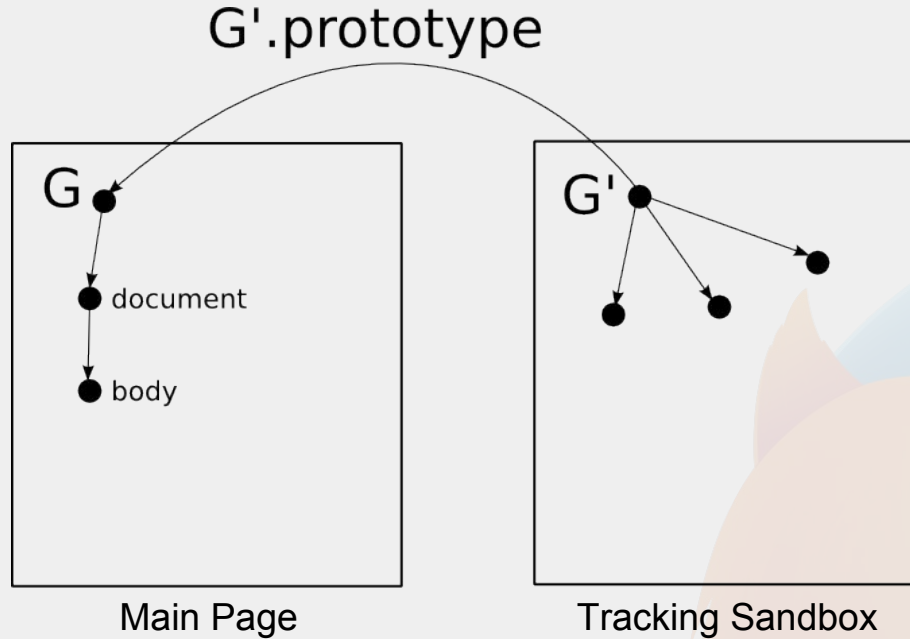 G'.prototype
G
G'
document
body
Main Page
Tracking Sandbox